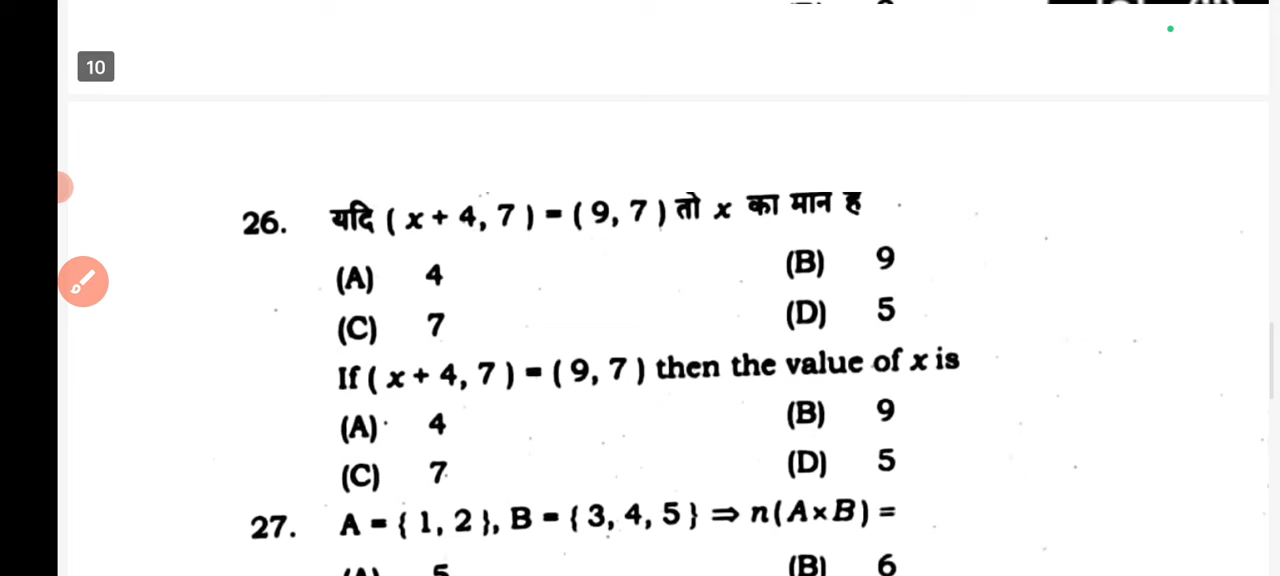 10
26. यदि ( x + 4, 7 ) = ( 9, 7 ) तो x का मान है
(A) 4 (B) 9
(C) 7 (D) 5
If ( x + 4, 7 ) = ( 9, 7 ) then the value of x is
(A) 4 (B) 9
(C) 7 (D) 5
27. A = { 1, 2 }, B = { 3, 4, 5 } ⇒ n ( A × B ) =
(A) 5 (B) 6